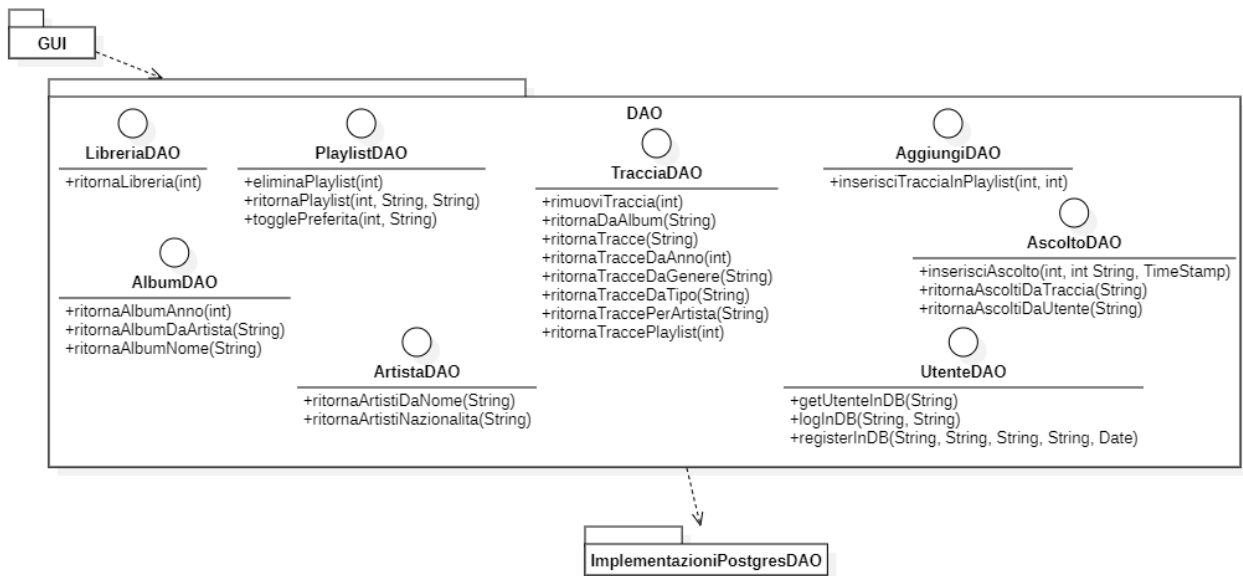 GUI
DAO
LibreriaDAO
+ritornaLibreria(int)
PlaylistDAO
+eliminaPlaylist(int)
+ritornaPlaylist(int, String, String)
+togglePreferita(int, String)
TracciaDAO
+rimuoviTraccia(int)
+ritornaDaAlbum(String)
+ritornaTracce(String)
+ritornaTracceDaAnno(int)
+ritornaTracceDaGenere(String)
+ritornaTracceDaTipo(String)
+ritornaTraccePerArtista(String)
+ritornaTraccePlaylist(int)
AggiungiDAO
+inserisciTracciaInPlaylist(int, int)
AscoltoDAO
+inserisciAscolto(int, int String, TimeStamp)
+ritornaAscoltiDaTraccia(String)
+ritornaAscoltiDaUtente(String)
AlbumDAO
+ritornaAlbumAnno(int)
+ritornaAlbumDaArtista(String)
+ritornaAlbumNome(String)
ArtistaDAO
+ritornaArtistiDaNome(String)
+ritornaArtistiNazionalita(String)
UtenteDAO
+getUtenteInDB(String)
+logInDB(String, String)
+registerInDB(String, String, String, String, Date)
ImplementazioniPostgresDAO